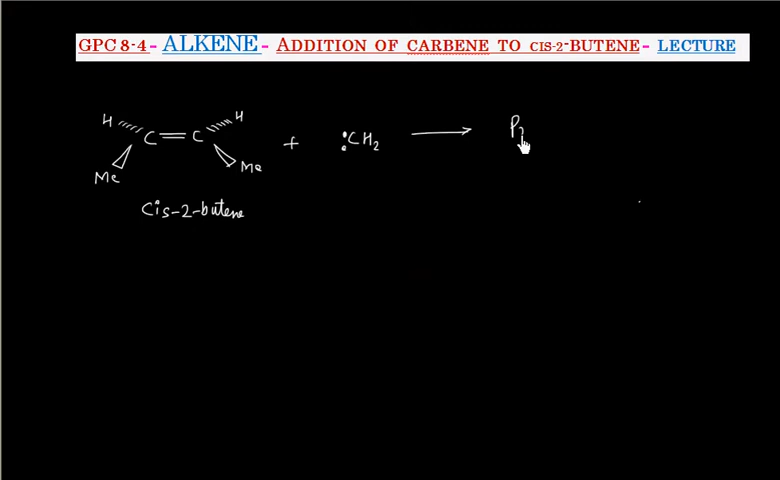 GPC 8-4- ALKENE- ADDITION OF CARBENE TO CIS-2-BUTENE- LECTURE
H H
C = C + :CH2 → P
Me Me
Cis-2-butene